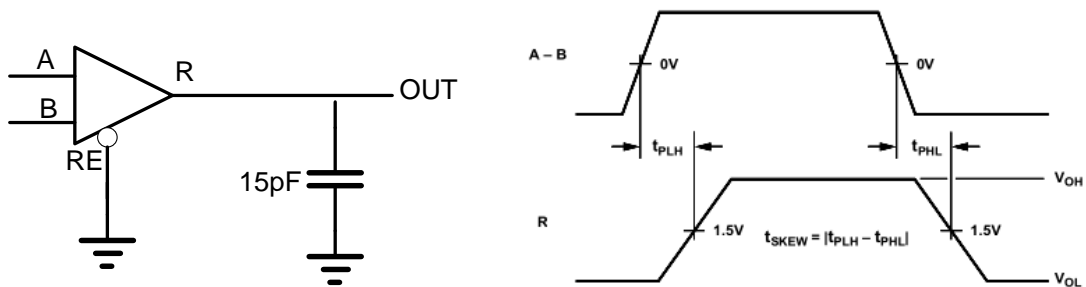 A
B
R
RE
OUT
15pF
A – B
0V
0V
tPLH
tPHL
VOH
R
1.5V
tSKEW = |tPLH – tPHL|
1.5V
VOL